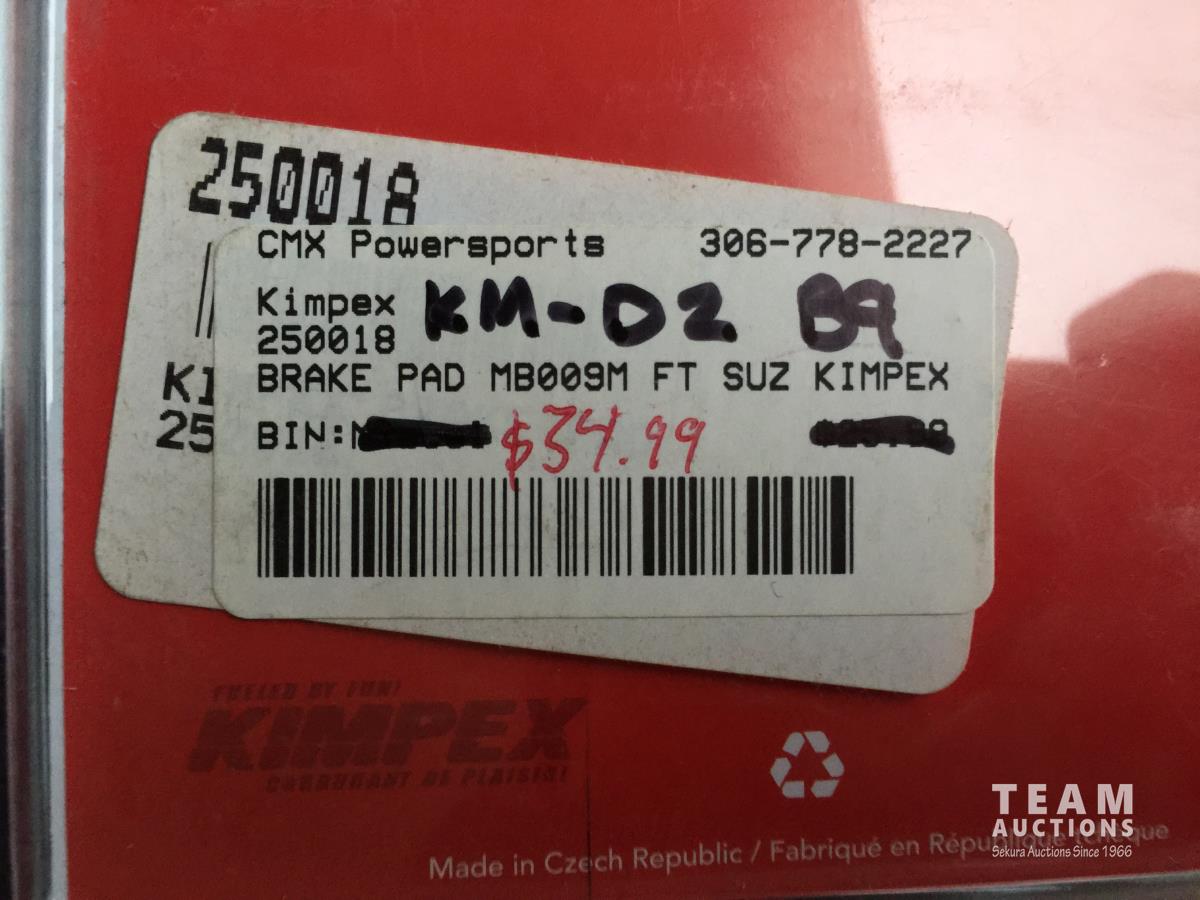 250018
CMX Powersports 306-778-2227
Kimpex KM-D2 B9
250018
BRAKE PAD MB009M FT SUZ KIMPEX
BIN: $34.99
KI
25
FUELED BY FUN!
KIMPEX
CARBURANT DE PLAISIR!
Made in Czech Republic / Fabriqué en République tchèque
TEAM
AUCTIONS
Sekura Auctions Since 1966